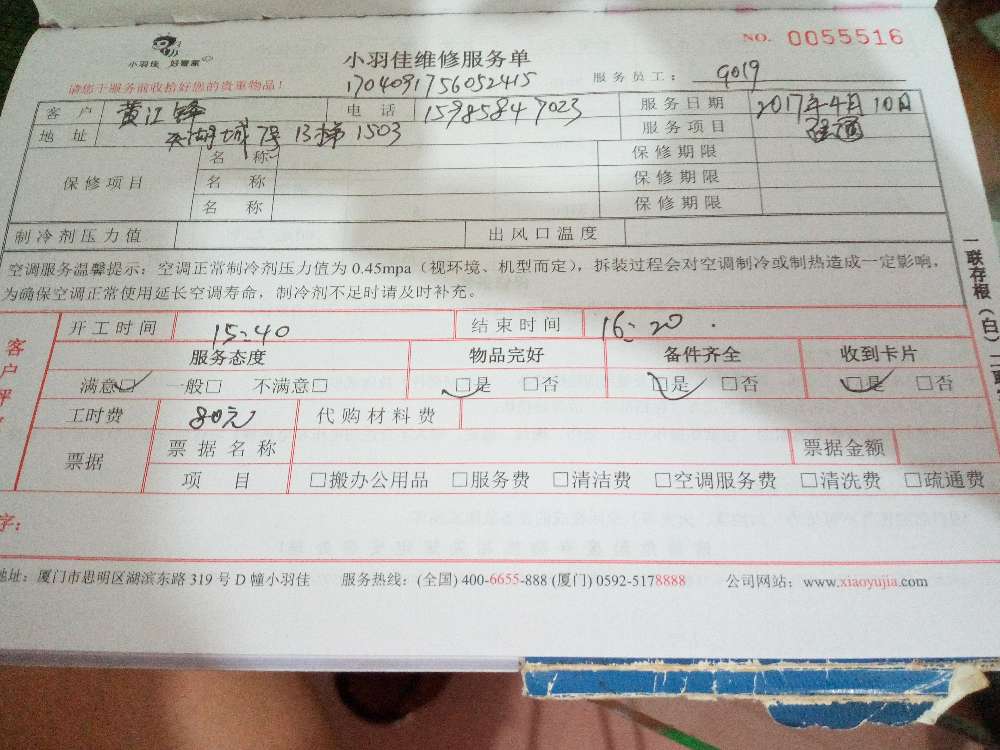 小羽佳 好管家
小羽佳维修服务单
NO. 0055516
请您于服务前收拾好您的贵重物品!
1704091756052415
服务员工: G019
客户 黄江 电话 15985847023 服务日期 2017年4月10日
地址 湖城7号13梯1503 服务项目
保修项目 名称 保修期限
名称 保修期限
名称 保修期限
制冷剂压力值 出风口温度
空调服务温馨提示:空调正常制冷剂压力值为0.45mpa(视环境、机型而定),拆装过程会对空调制冷或制热造成一定影响,
为确保空调正常使用延长空调寿命,制冷剂不足时请及时补充。
一联存根(白)二联
客户评
开工时间 15:40 结束时间 16:20.
服务态度 物品完好 备件齐全 收到卡片
满意☑ 一般□ 不满意□ ☑是 □否 ☑是 □否 ☑是 □否
工时费 80元 代购材料费
票据 票据名称 票据金额
项目 □搬办公用品 □服务费 □清洁费 □空调服务费 □清洗费 □疏通费
字:
地址:厦门市思明区湖滨东路319号D幢小羽佳 服务热线:(全国)400-6655-888(厦门)0592-5178888 公司网站:www.xiaoyujia.com